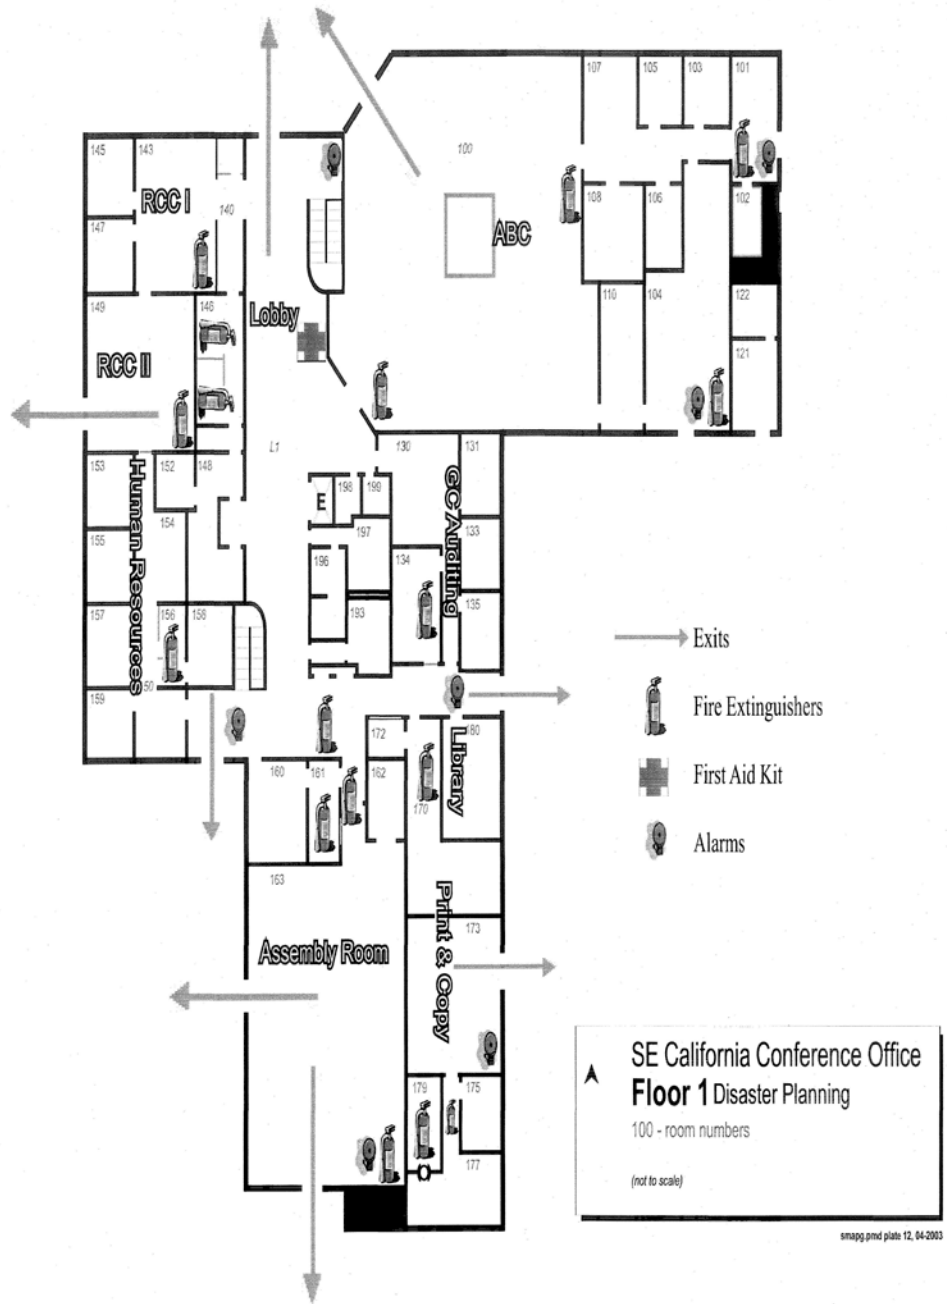 107
105
103
101
145
143
100
RCC I
140
108
106
102
147
ABC
149
146
Lobby
110
104
122
121
RCC II
L1
130
131
153
152
148
E
198
199
GC Auditing
154
197
133
155
Human Resources
196
134
157
156
158
193
135
Exits
159
50
Fire Extinguishers
172
180
Library
160
161
162
170
First Aid Kit
Alarms
163
Print & Copy
173
Assembly Room
179
175
177
SE California Conference Office
Floor 1 Disaster Planning
100 - room numbers
(not to scale)
smapg.pmd plate 12, 04-2003